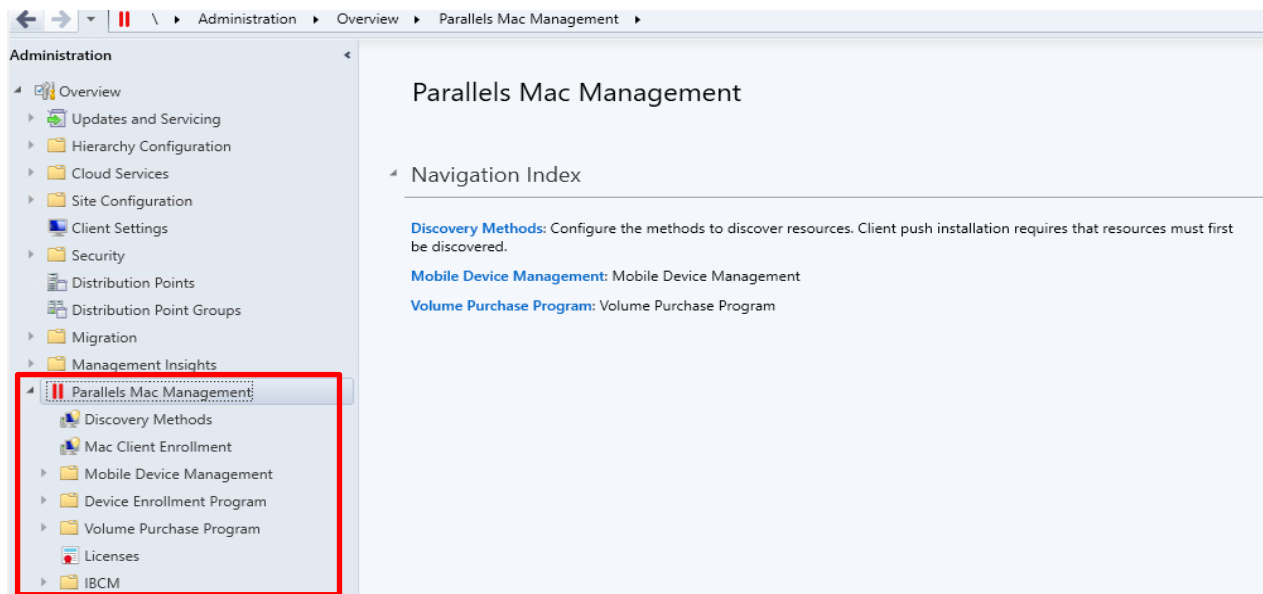 \ Administration Overview Parallels Mac Management
Administration
Overview
Updates and Servicing
Hierarchy Configuration
Cloud Services
Site Configuration
Client Settings
Security
Distribution Points
Distribution Point Groups
Migration
Management Insights
Parallels Mac Management
Discovery Methods
Mac Client Enrollment
Mobile Device Management
Device Enrollment Program
Volume Purchase Program
Licenses
IBCM
Parallels Mac Management
Navigation Index
Discovery Methods: Configure the methods to discover resources. Client push installation requires that resources must first
be discovered.
Mobile Device Management: Mobile Device Management
Volume Purchase Program: Volume Purchase Program